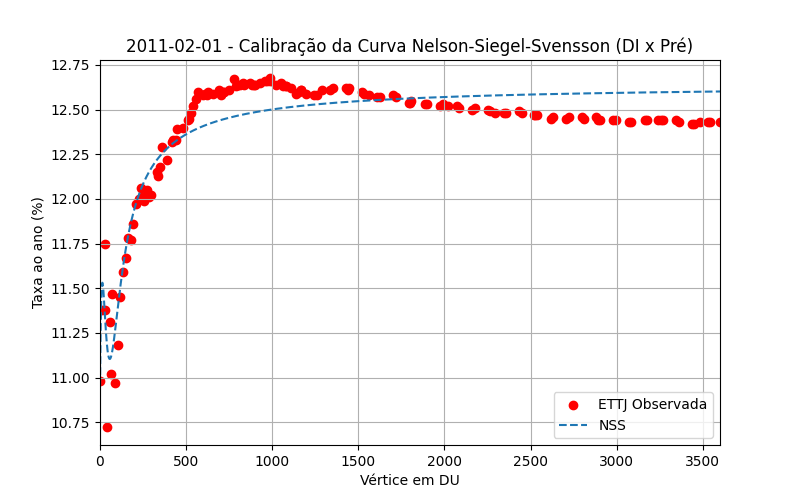 2011-02-01 - Calibração da Curva Nelson-Siegel-Svensson (DI x Pré)
Taxa ao ano (%)
12.75
12.50
12.25
12.00
11.75
11.50
11.25
11.00
10.75
ETTJ Observada
NSS
0 500 1000 1500 2000 2500 3000 3500
Vértice em DU